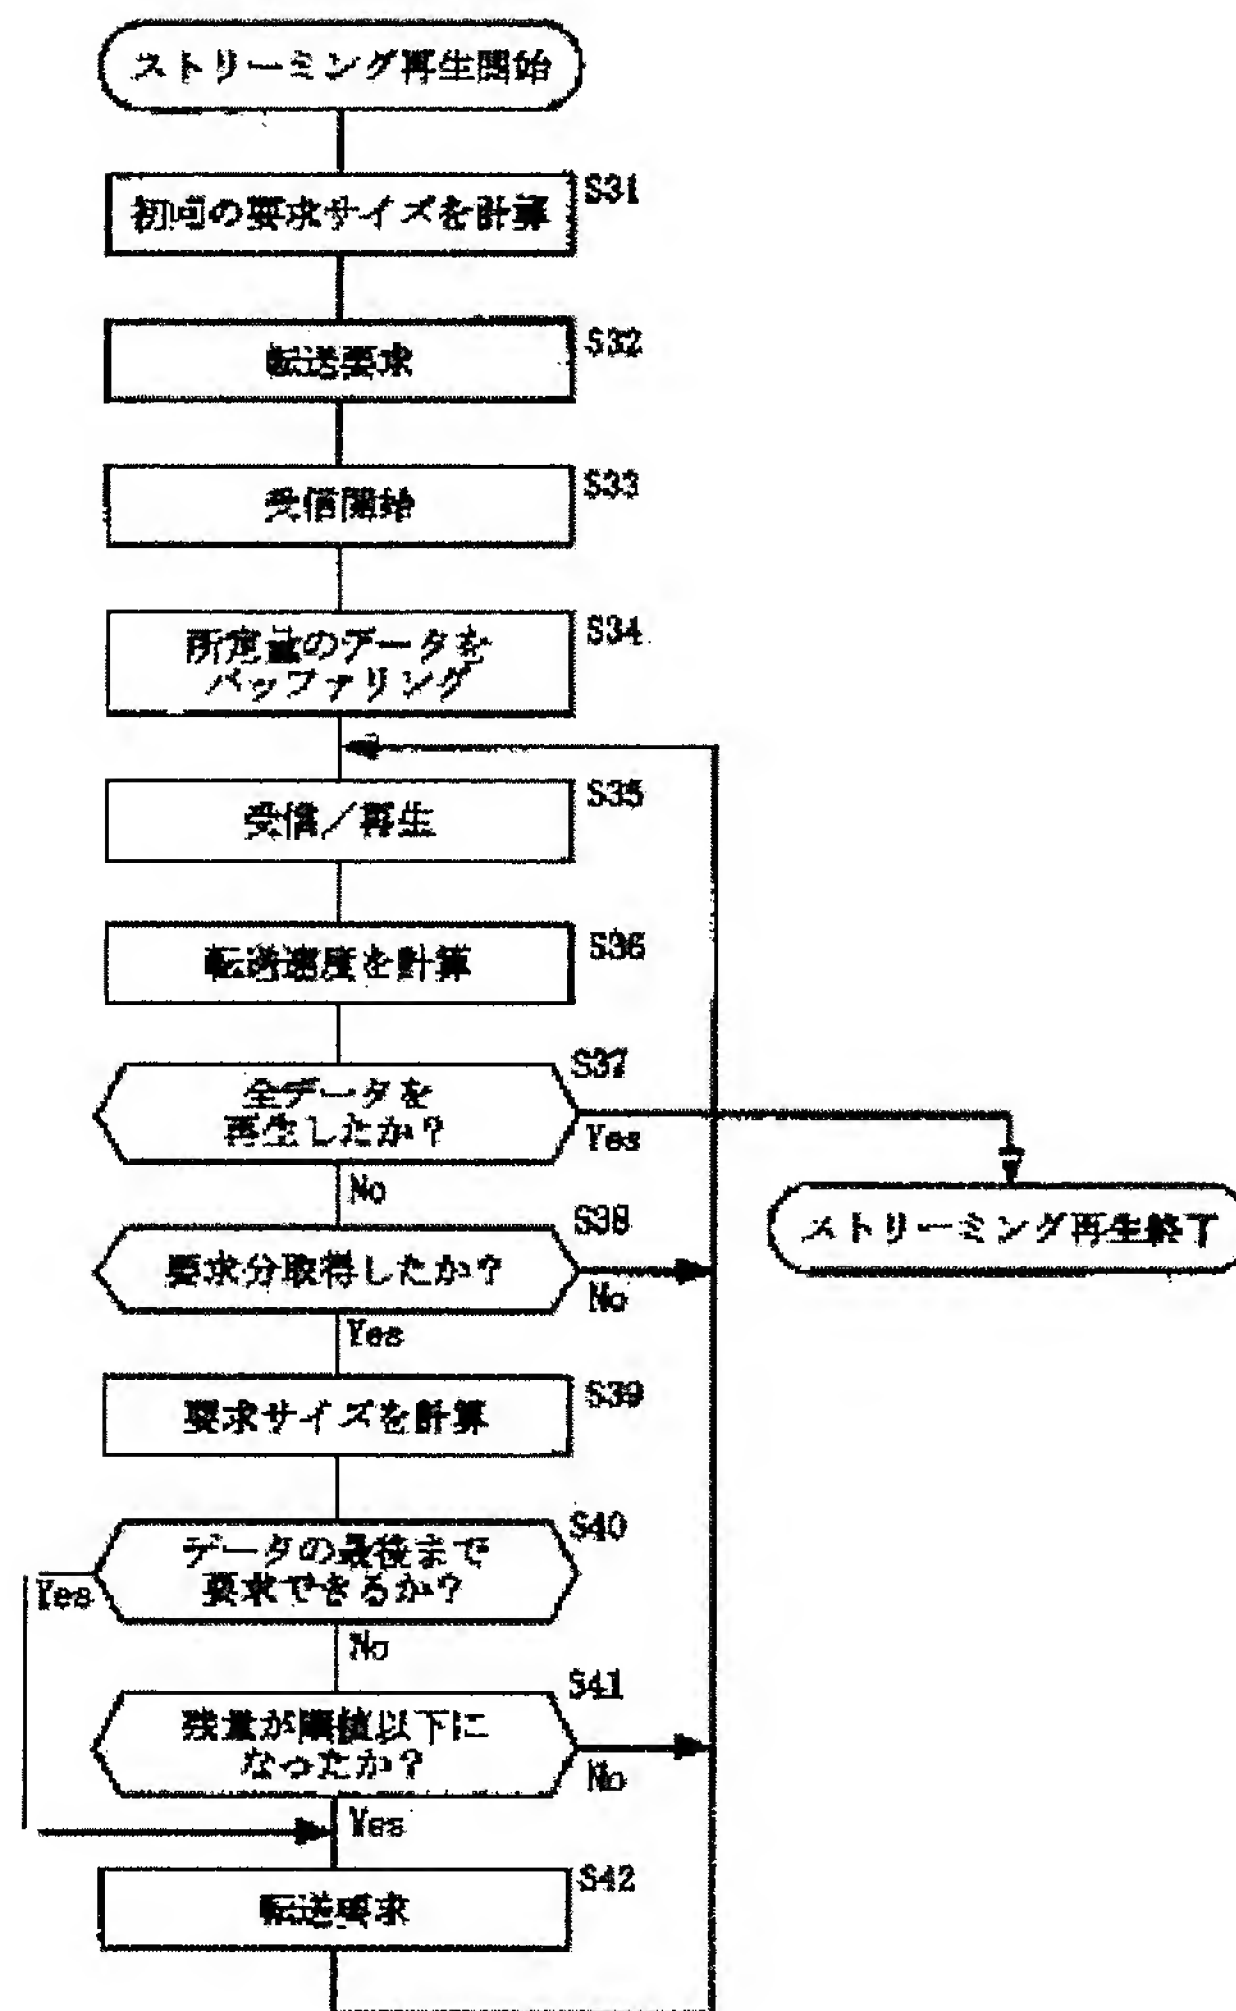 ストリーミング再生開始
初回の要求サイズを計算
S31
転送要求
S32
受信開始
S33
所定量のデータを
バッファリング
S34
受信／再生
S35
転送速度を計算
S36
全データを
再生したか？
S37
Yes
No
ストリーミング再生終了
要求分取得したか？
S38
No
Yes
要求サイズを計算
S39
データの最後まで
要求できるか？
S40
Yes
No
残量が閾値以下に
なったか？
S41
No
Yes
転送要求
S42